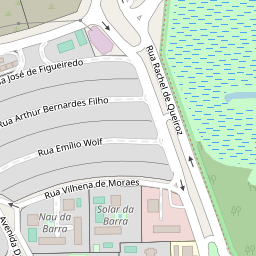 a José de Figueiredo
Rua Rachel de Queiroz
Rua Arthur Bernardes Filho
Rua Emílio Wolf
Rua Vilhena de Moraes
Nau da
Barra
Solar da
Barra
Avenida D